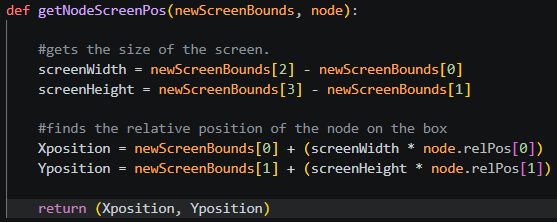 def getNodeScreenPos(newScreenBounds, node):
#gets the size of the screen.
screenWidth = newScreenBounds[2] - newScreenBounds[0]
screenHeight = newScreenBounds[3] - newScreenBounds[1]
#finds the relative position of the node on the box
Xposition = newScreenBounds[0] + (screenWidth * node.relPos[0])
Yposition = newScreenBounds[1] + (screenHeight * node.relPos[1])
return (Xposition, Yposition)